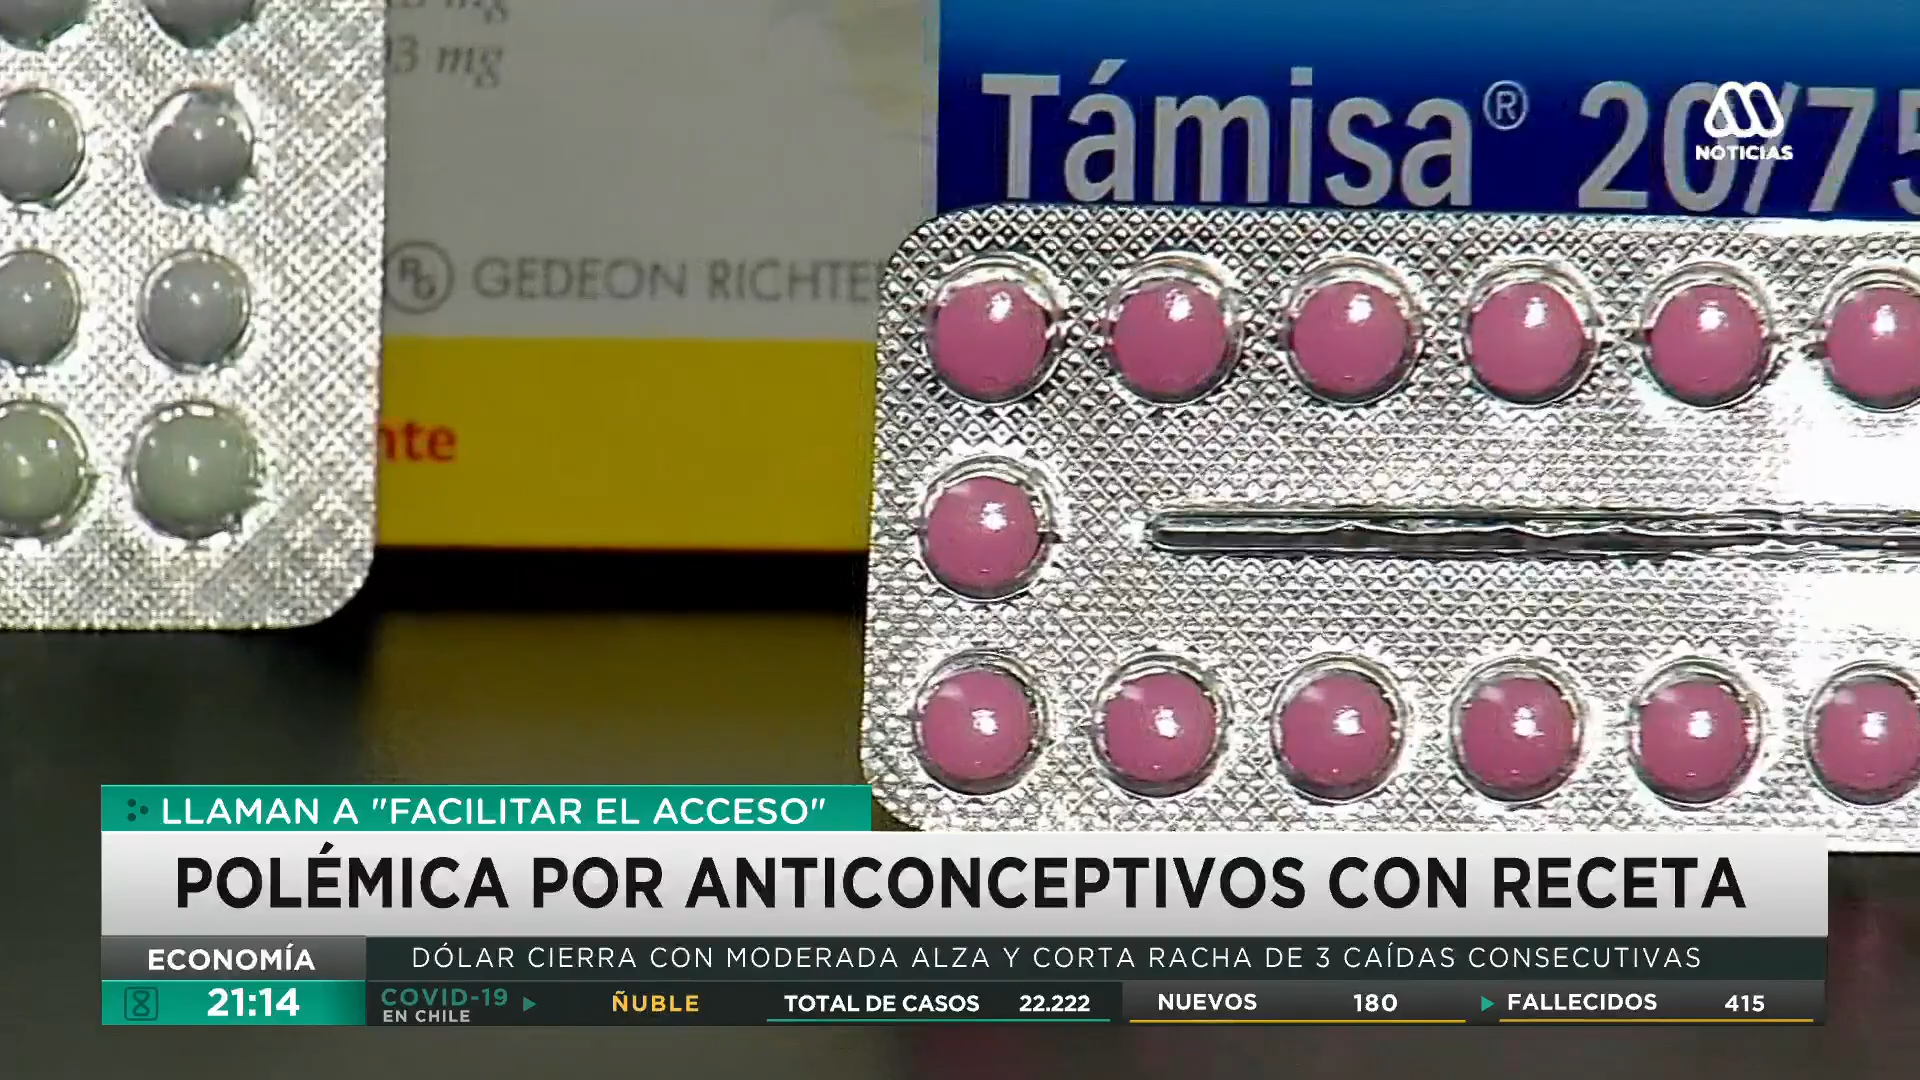 3 mg
Támisa® 20/75
NOTICIAS
GEDEON RICHTE
nte
LLAMAN A "FACILITAR EL ACCESO"
POLÉMICA POR ANTICONCEPTIVOS CON RECETA
ECONOMÍA
DÓLAR CIERRA CON MODERADA ALZA Y CORTA RACHA DE 3 CAÍDAS CONSECUTIVAS
21:14
COVID-19
EN CHILE
ÑUBLE
TOTAL DE CASOS 22.222
NUEVOS 180
FALLECIDOS 415